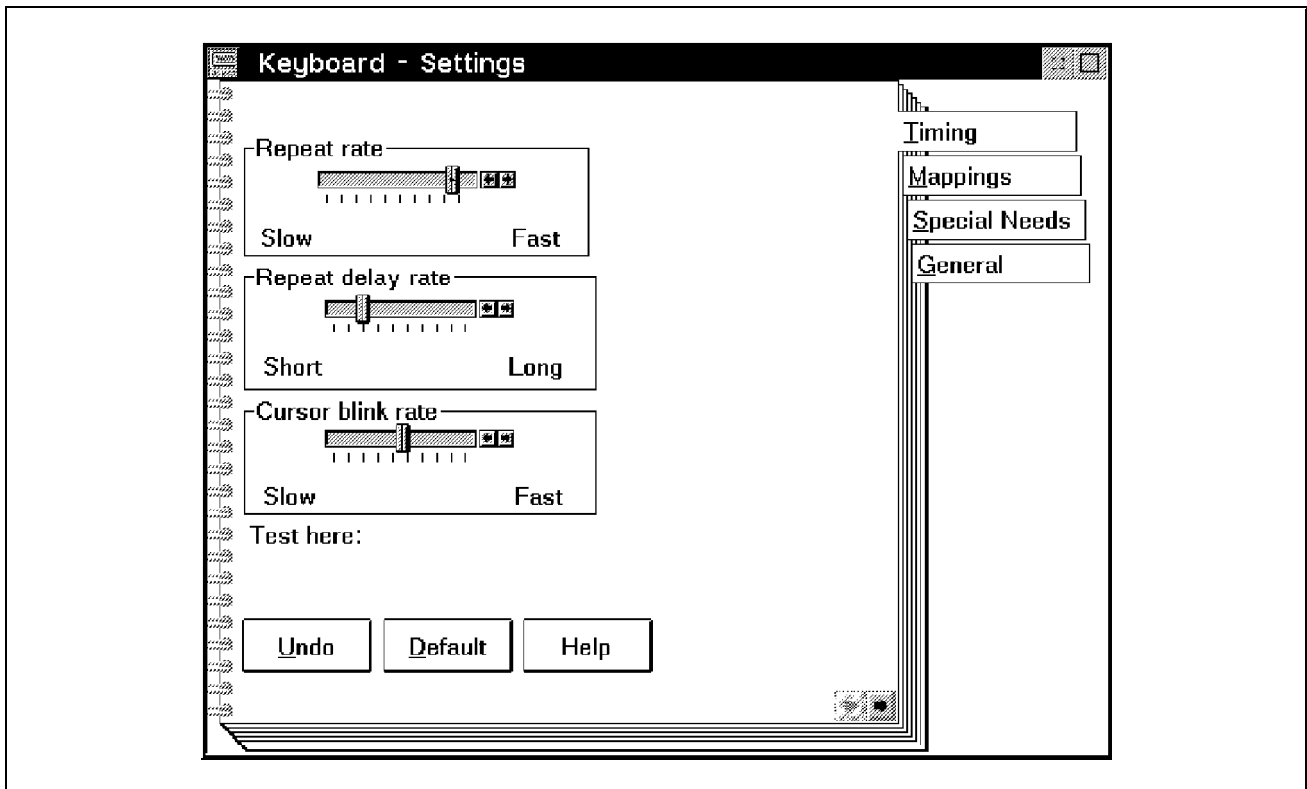 Keyboard - Settings
Timing
Mappings
Special Needs
General
Repeat rate
Slow Fast
Repeat delay rate
Short Long
Cursor blink rate
Slow Fast
Test here:
Undo Default Help